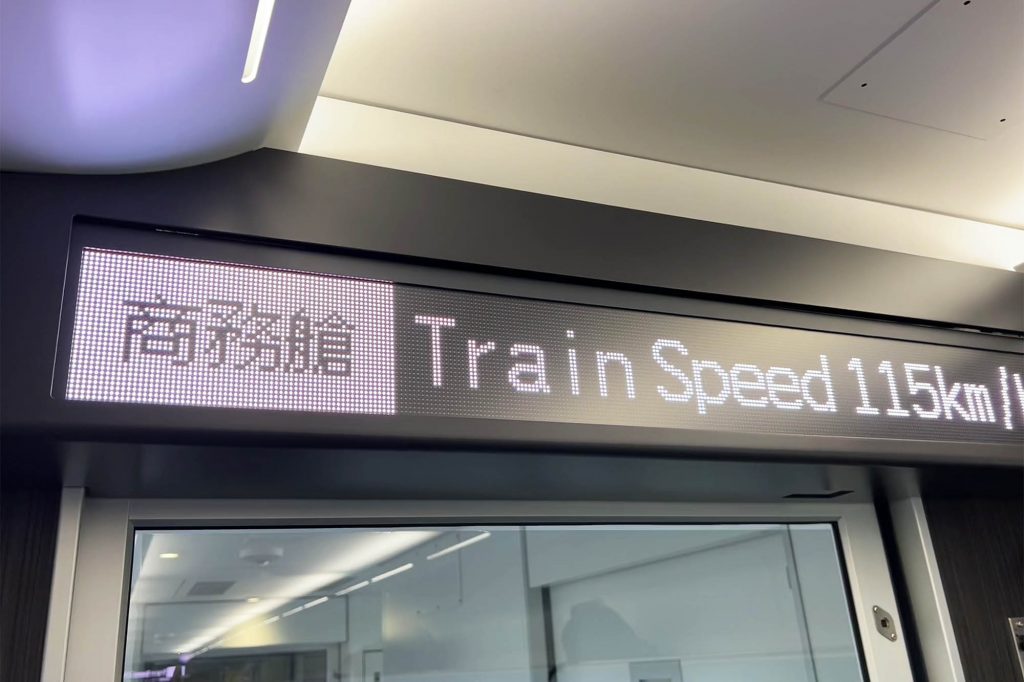 商務艙 Train Speed 115km/h